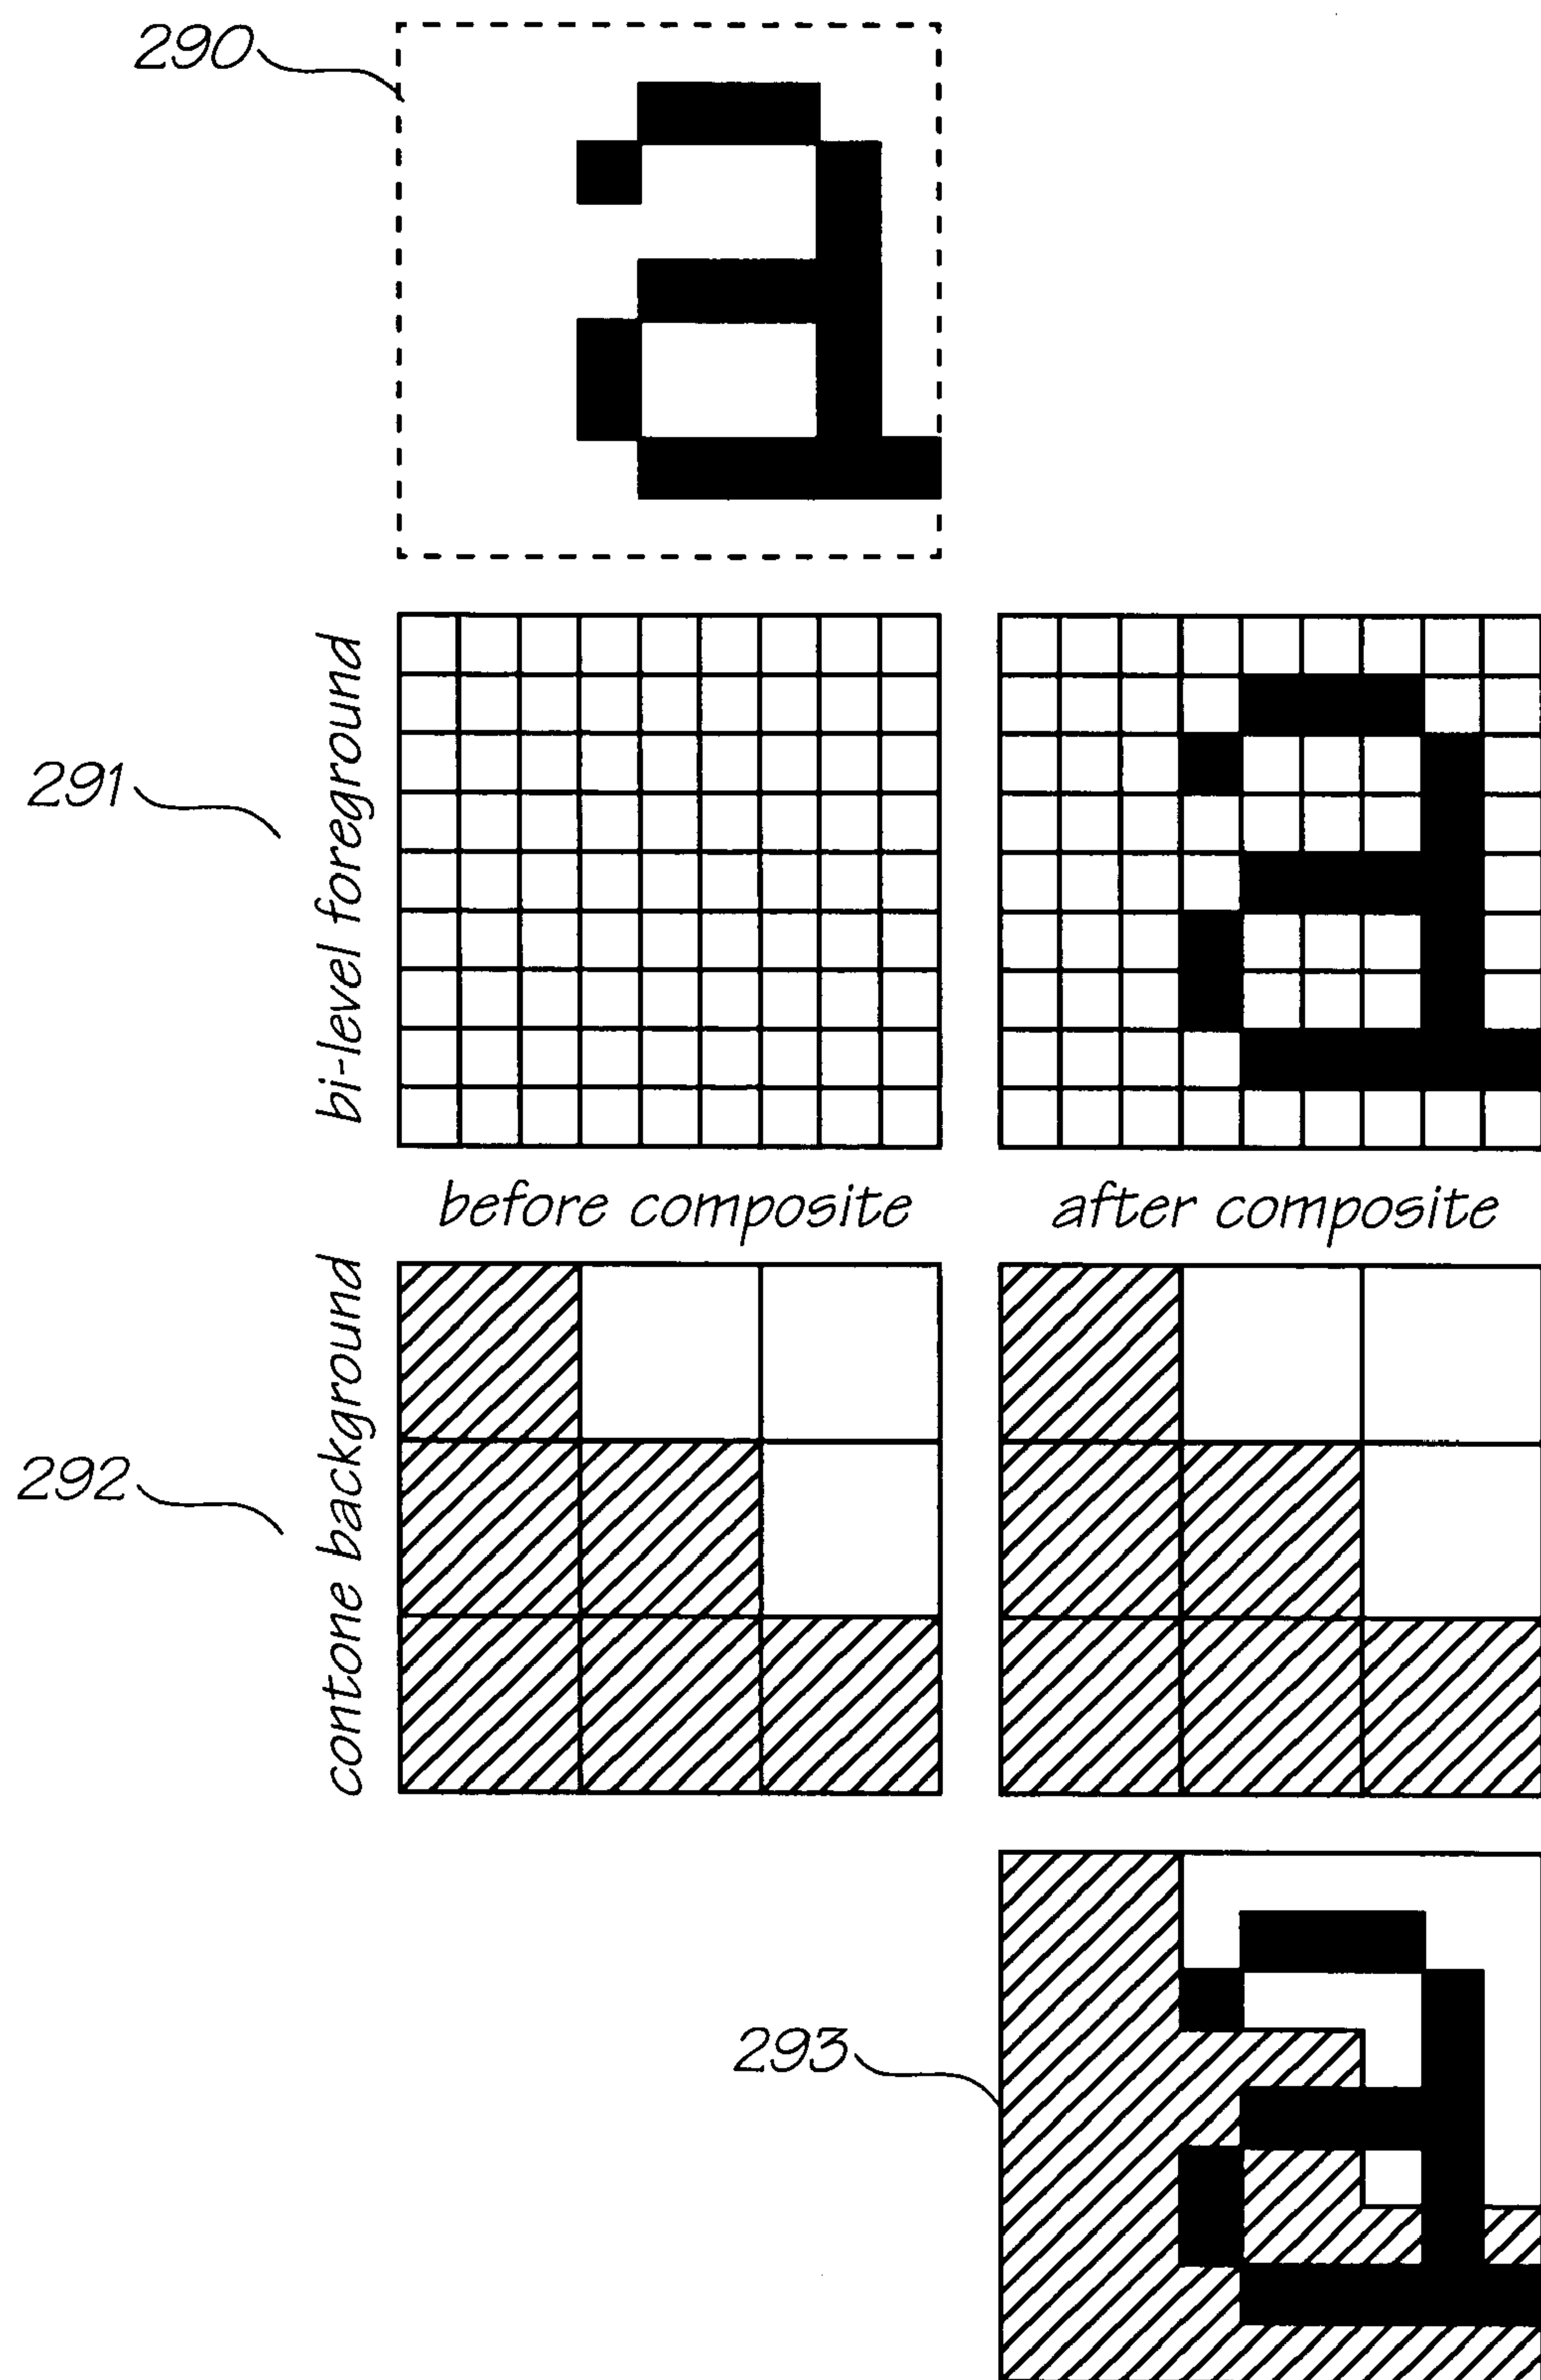 290
a
291
bi-level foreground
a
before composite
after composite
292
contone background
293
a